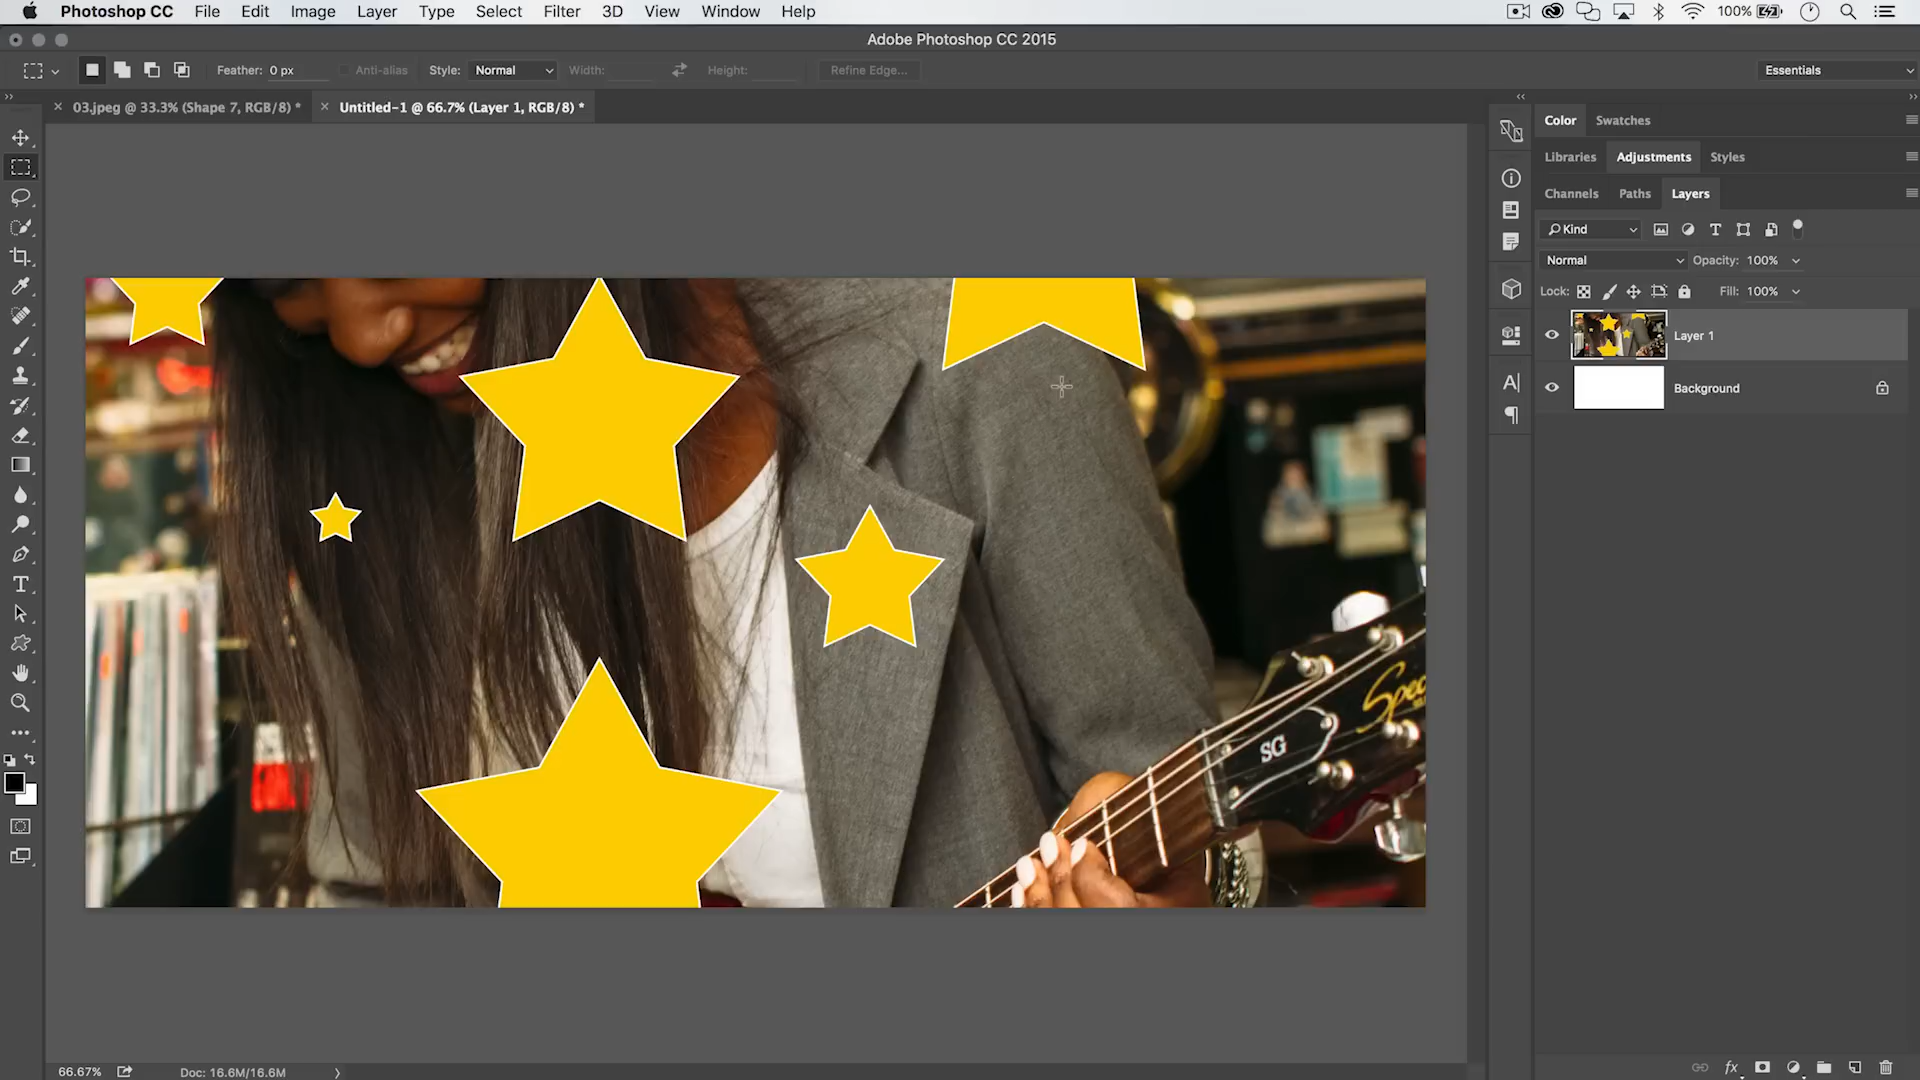 Photoshop CC File Edit Image Layer Type Select Filter 3D View Window Help 100%
Adobe Photoshop CC 2015
Feather: 0 px Anti-alias Style: Normal Width: Height: Refine Edge... Essentials
03.jpeg @ 33.3% (Shape 7, RGB/8) * Untitled-1 @ 66.7% (Layer 1, RGB/8) *
Color Swatches
Libraries Adjustments Styles
Channels Paths Layers
Kind
Normal Opacity: 100%
Lock: Fill: 100%
Layer 1
Background
SG
66.67% Doc: 16.6M/16.6M